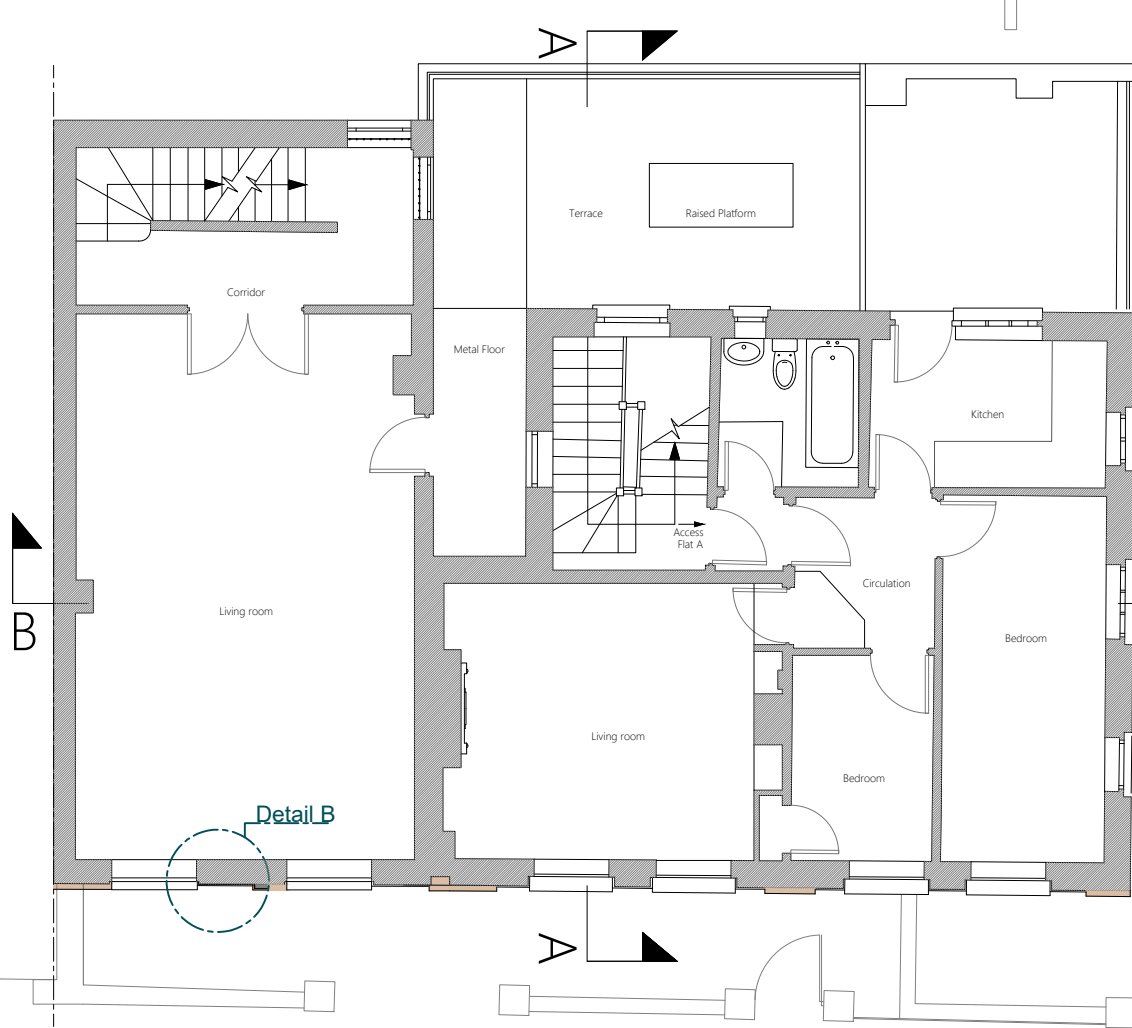 A
Terrace
Raised Platform
Corridor
Metal Floor
Kitchen
Access
Flat A
Circulation
B
Living room
Bedroom
Living room
Bedroom
Detail B
A